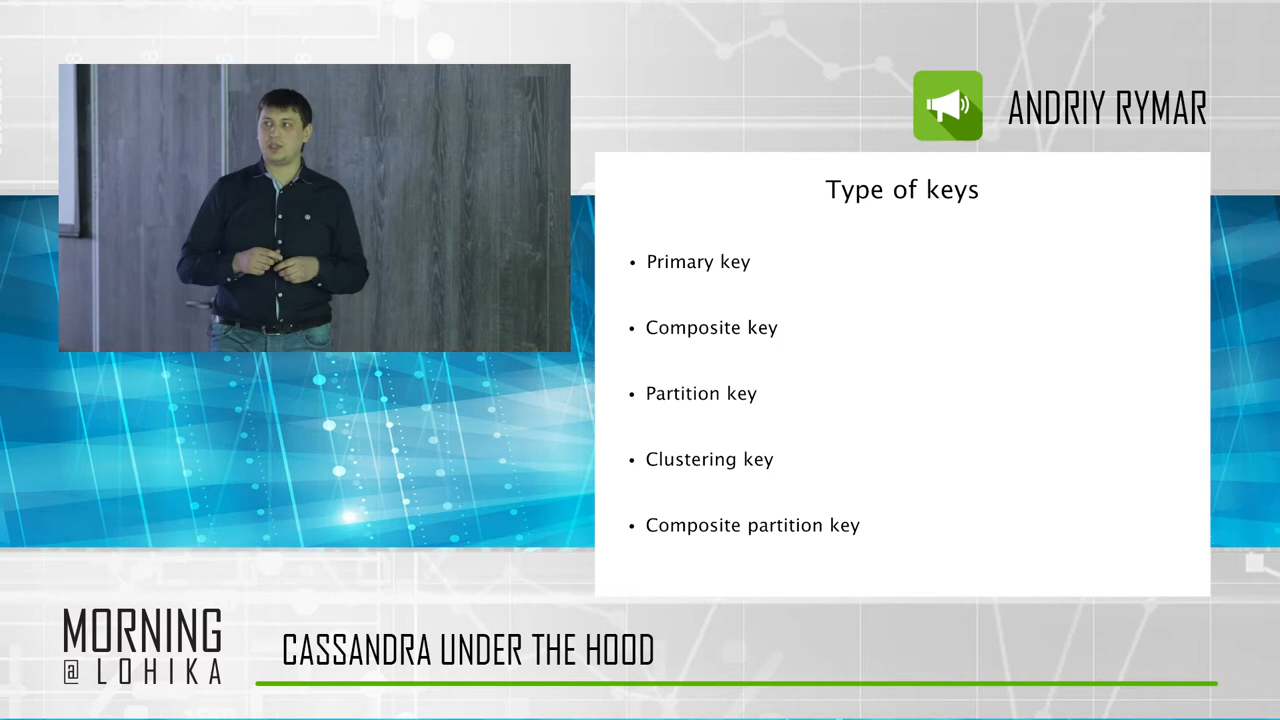 ANDRIY RYMAR
Type of keys
• Primary key
• Composite key
• Partition key
• Clustering key
• Composite partition key
MORNING
@ LOHIKA
CASSANDRA UNDER THE HOOD